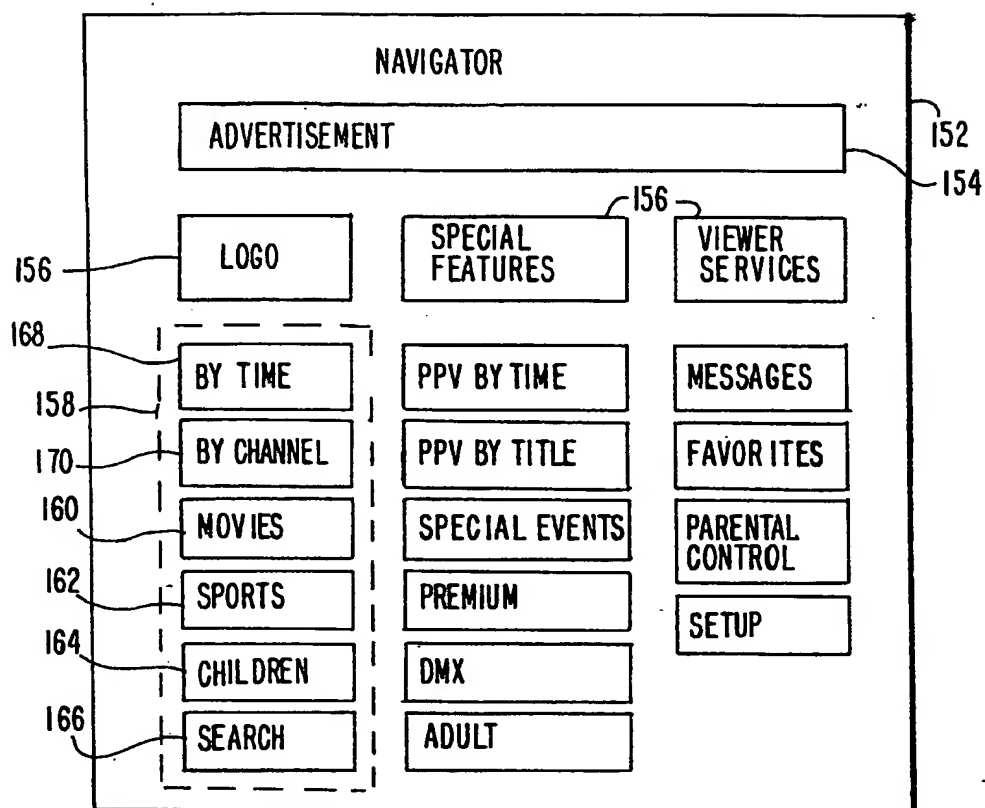 NAVIGATOR
ADVERTISEMENT
152
154
156
156
LOGO
SPECIAL
FEATURES
VIEWER
SERVICES
168
158
170
160
162
164
166
BY TIME
BY CHANNEL
MOVIES
SPORTS
CHILDREN
SEARCH
PPV BY TIME
PPV BY TITLE
SPECIAL EVENTS
PREMIUM
DMX
ADULT
MESSAGES
FAVORITES
PARENTAL
CONTROL
SETUP